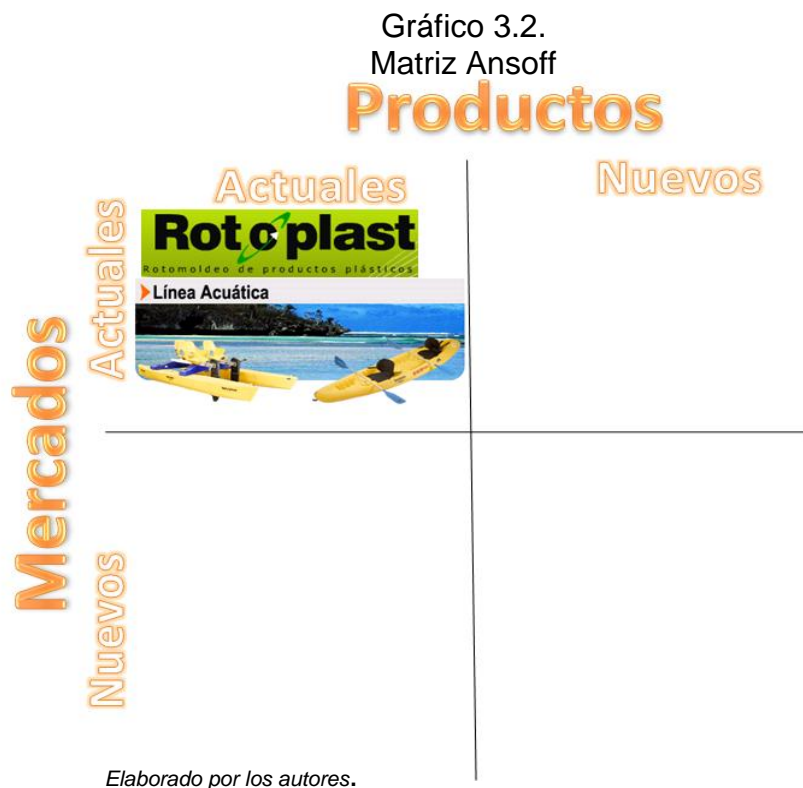 Gráfico 3.2.
Matriz Ansoff
Productos
Actuales
Nuevos
Mercados
Actuales
Rotoplast
Rotomoldeo de productos plásticos
Línea Acuática
Nuevos
Elaborado por los autores.